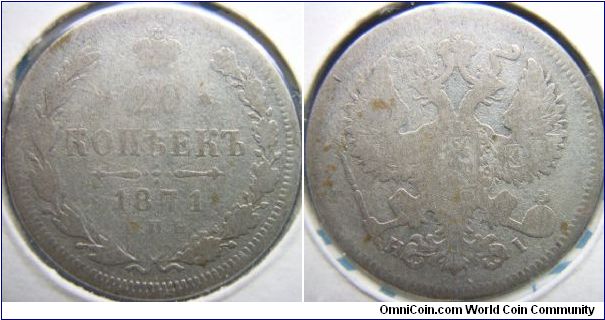 20
КОПѢЕКЪ
1871
С.П.Б.
Н I
OmniCoin.com World Coin Community